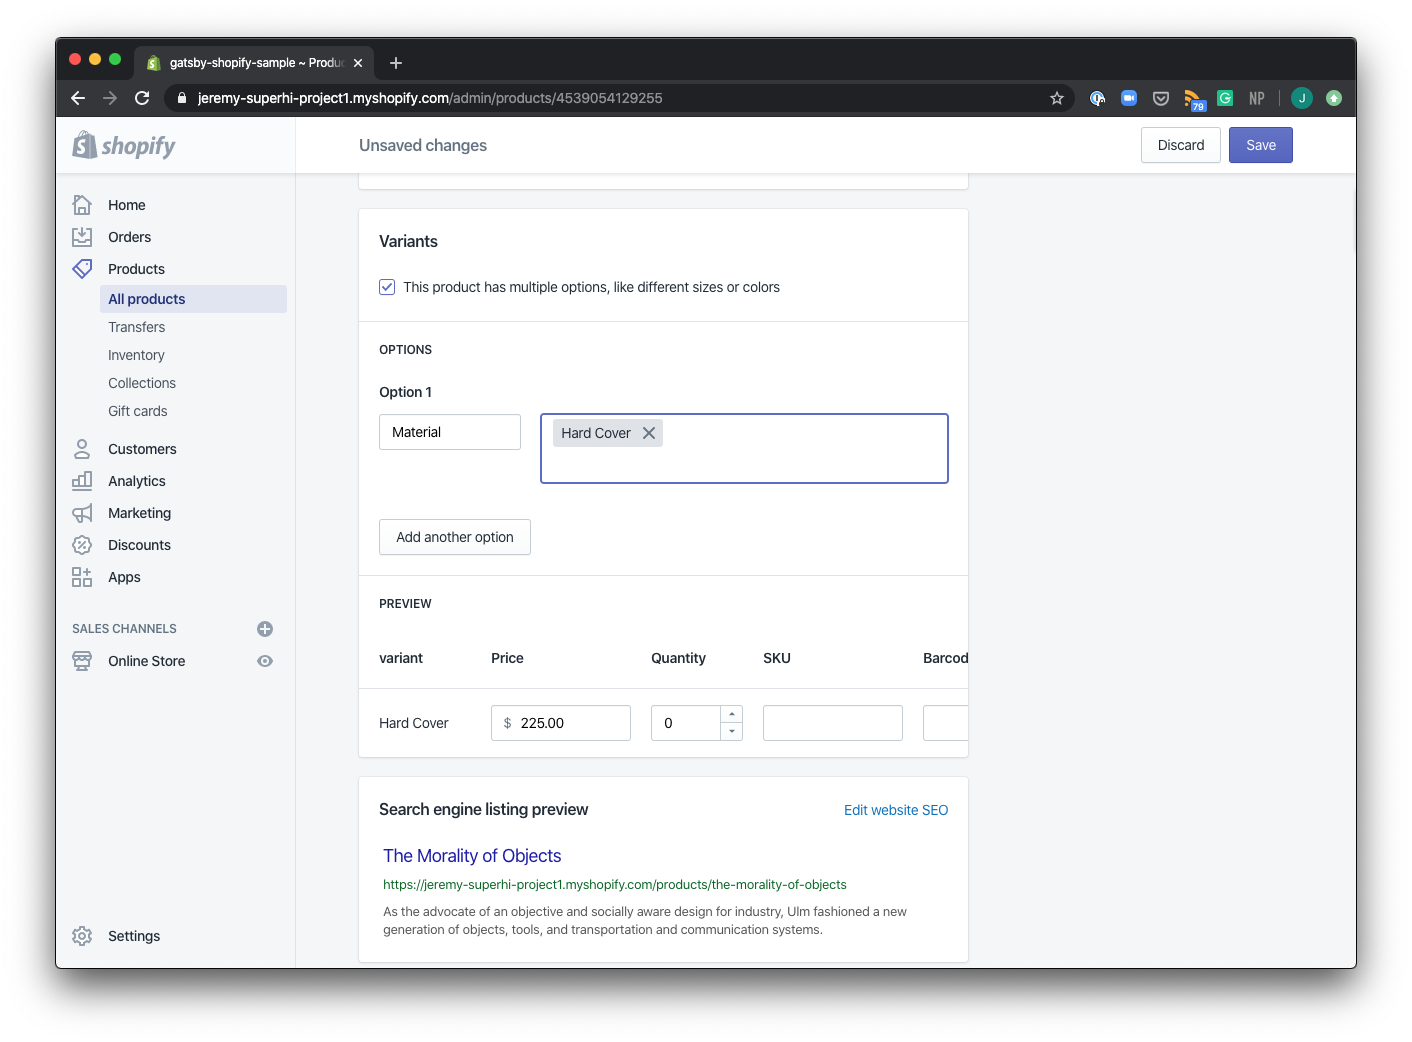 gatsby-shopify-sample ~ Produc
jeremy-superhi-project1.myshopify.com/admin/products/4539054129255
79
NP
J
shopify
Unsaved changes
Discard
Save
Home
Orders
Products
All products
Transfers
Inventory
Collections
Gift cards
Customers
Analytics
Marketing
Discounts
Apps
SALES CHANNELS
Online Store
Settings
Variants
This product has multiple options, like different sizes or colors
OPTIONS
Option 1
Material
Hard Cover
Add another option
PREVIEW
variant Price Quantity SKU Barcod
Hard Cover $ 225.00 0
Search engine listing preview
Edit website SEO
The Morality of Objects
https://jeremy-superhi-project1.myshopify.com/products/the-morality-of-objects
As the advocate of an objective and socially aware design for industry, Ulm fashioned a new
generation of objects, tools, and transportation and communication systems.